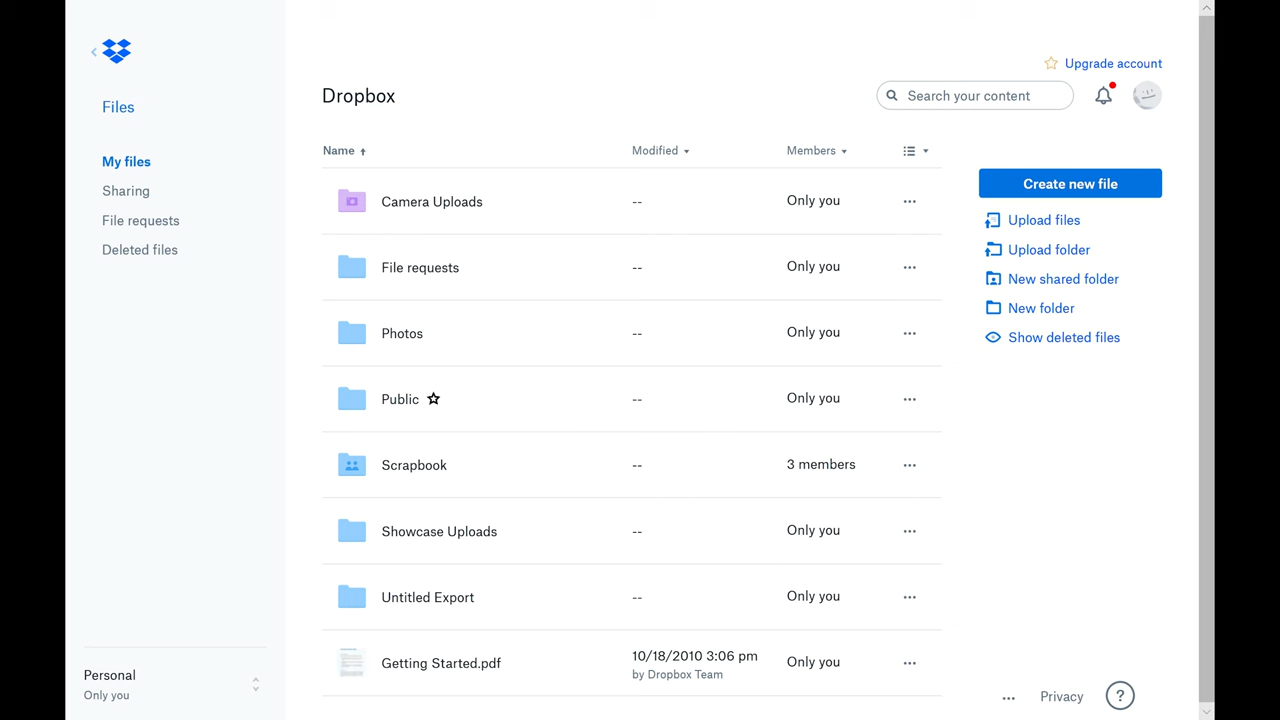 Upgrade account
Dropbox
Search your content
Files
My files
Sharing
File requests
Deleted files
Name
Modified
Members
Camera Uploads
--
Only you
File requests
--
Only you
Photos
--
Only you
Public
--
Only you
Scrapbook
--
3 members
Showcase Uploads
--
Only you
Untitled Export
--
Only you
Getting Started.pdf
10/18/2010 3:06 pm
by Dropbox Team
Only you
Create new file
Upload files
Upload folder
New shared folder
New folder
Show deleted files
Personal
Only you
Privacy
?